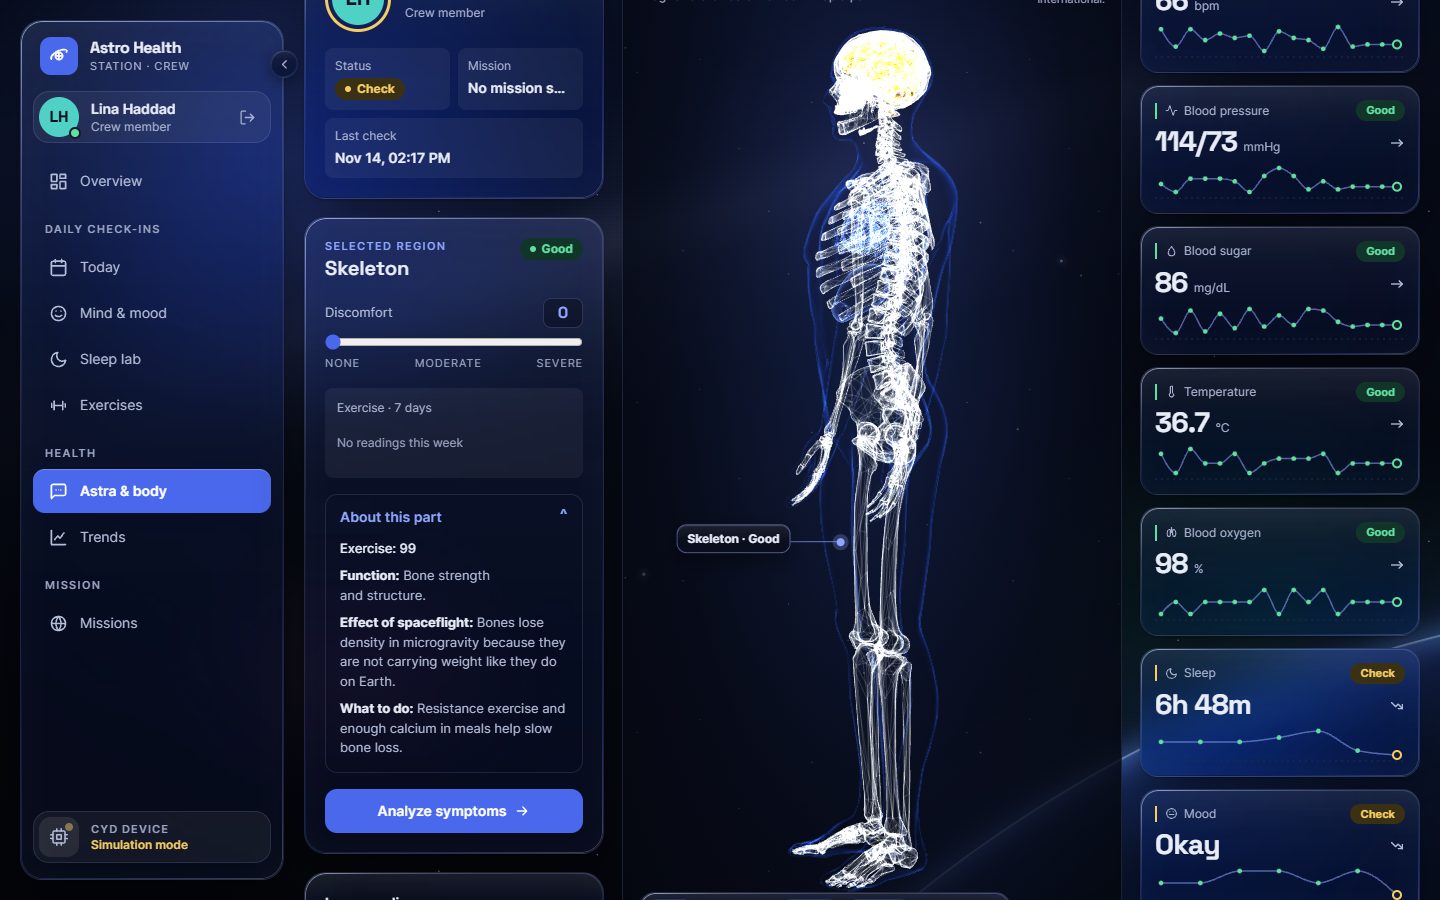 Astro Health
STATION · CREW
LH
Lina Haddad
Crew member
Overview
DAILY CHECK-INS
Today
Mind & mood
Sleep lab
Exercises
HEALTH
Astra & body
Trends
MISSION
Missions
CYD DEVICE
Simulation mode
Crew member
Status
Check
Mission
No mission s...
Last check
Nov 14, 02:17 PM
SELECTED REGION
Good
Skeleton
Discomfort
0
NONE MODERATE SEVERE
Exercise · 7 days
No readings this week
About this part
Exercise: 99
Function: Bone strength
and structure.
Effect of spaceflight: Bones lose
density in microgravity because they
are not carrying weight like they do
on Earth.
What to do: Resistance exercise and
enough calcium in meals help slow
bone loss.
Analyze symptoms →
International.
Skeleton · Good
66 bpm
Blood pressure
Good
114/73 mmHg
Blood sugar
Good
86 mg/dL
Temperature
Good
36.7 °C
Blood oxygen
Good
98 %
Sleep
Check
6h 48m
Mood
Check
Okay